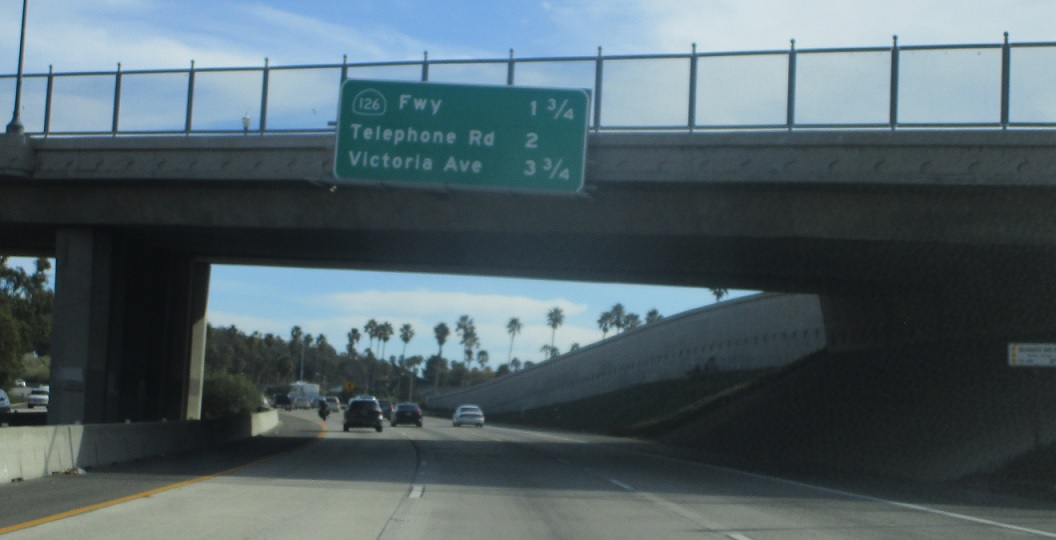 126 Fwy 1 3/4
Telephone Rd 2
Victoria Ave 3 3/4